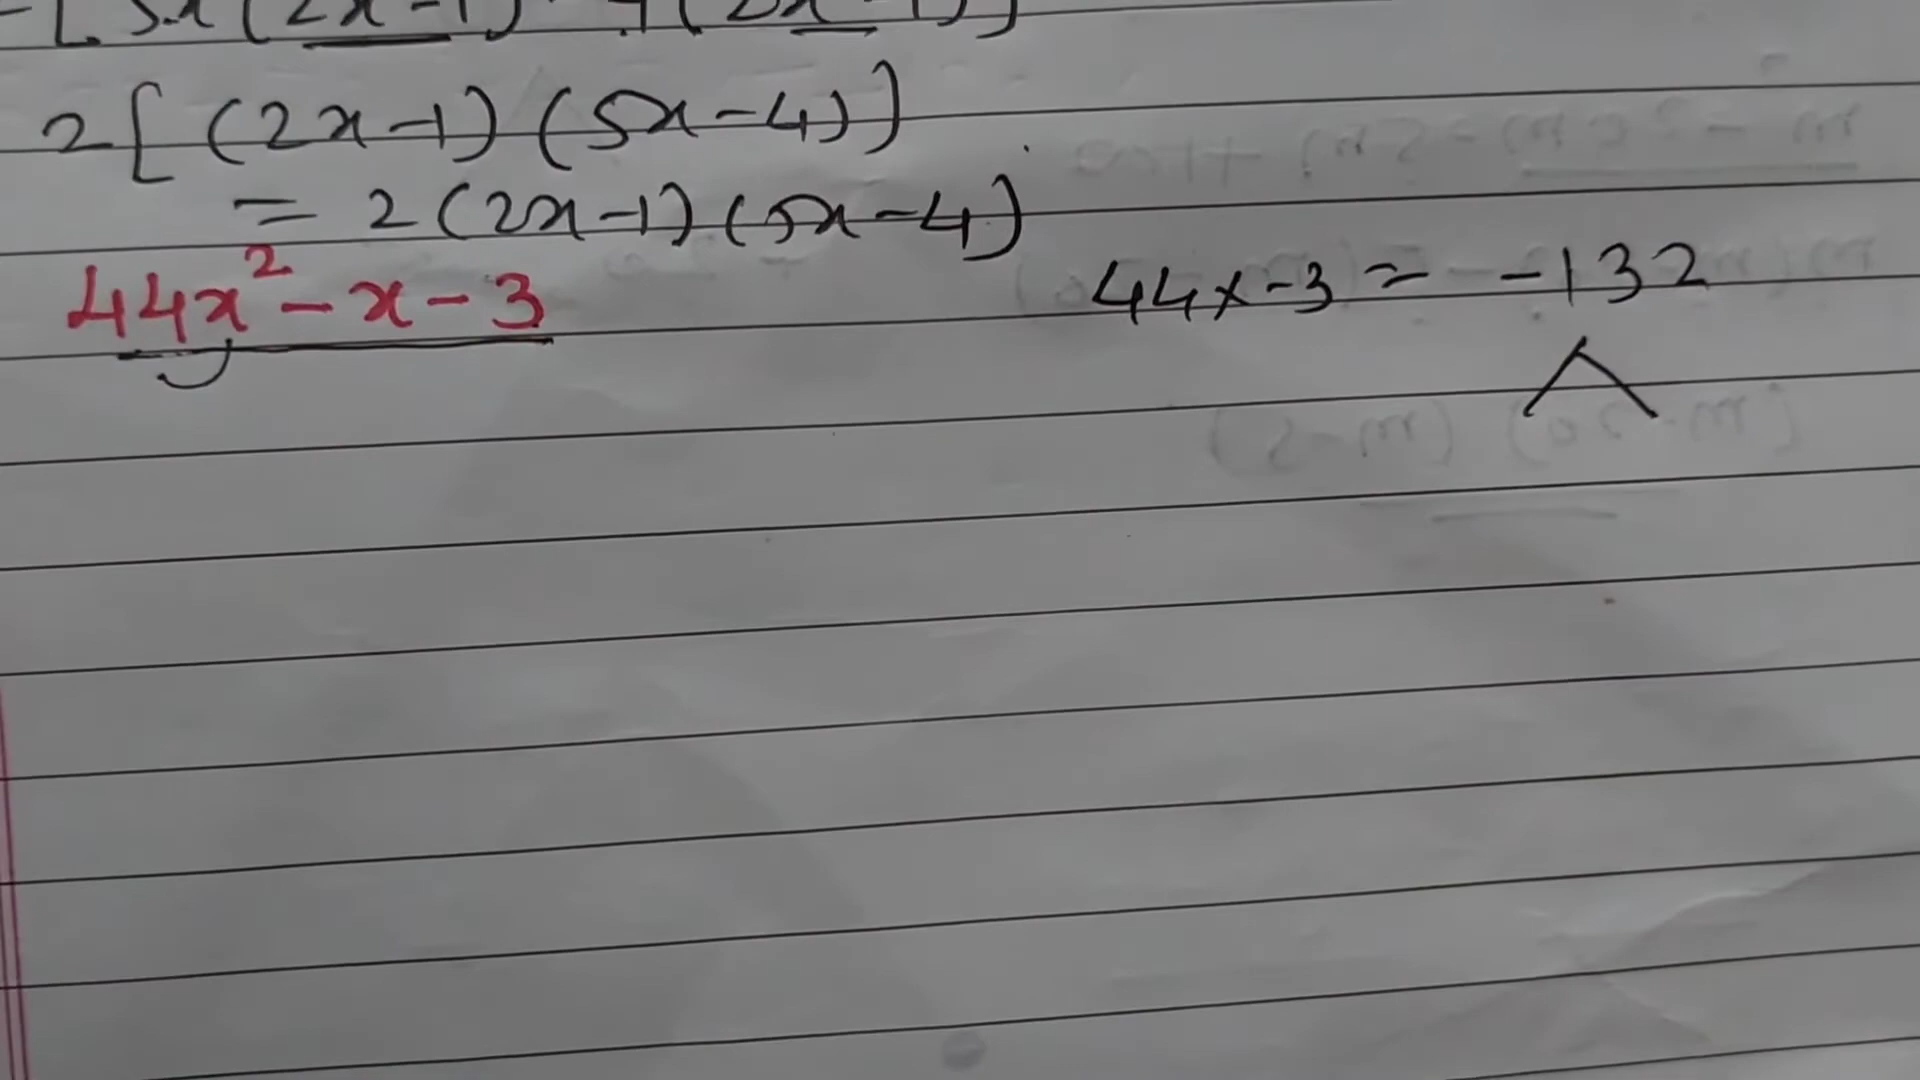 2[(2x-1)(5x-4)]
= 2(2x-1)(5x-4)
44x² - x - 3
44x-3 = -132